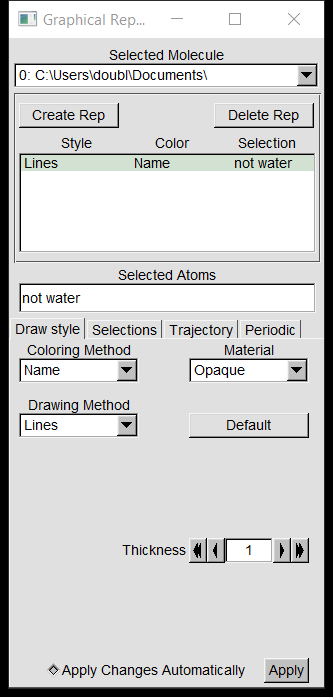 Graphical Rep...
Selected Molecule
0: C:\Users\doubl\Documents\
Create Rep Delete Rep
Style Color Selection
Lines Name not water
Selected Atoms
not water
Draw style Selections Trajectory Periodic
Coloring Method Material
Name Opaque
Drawing Method
Lines Default
Thickness 1
Apply Changes Automatically Apply